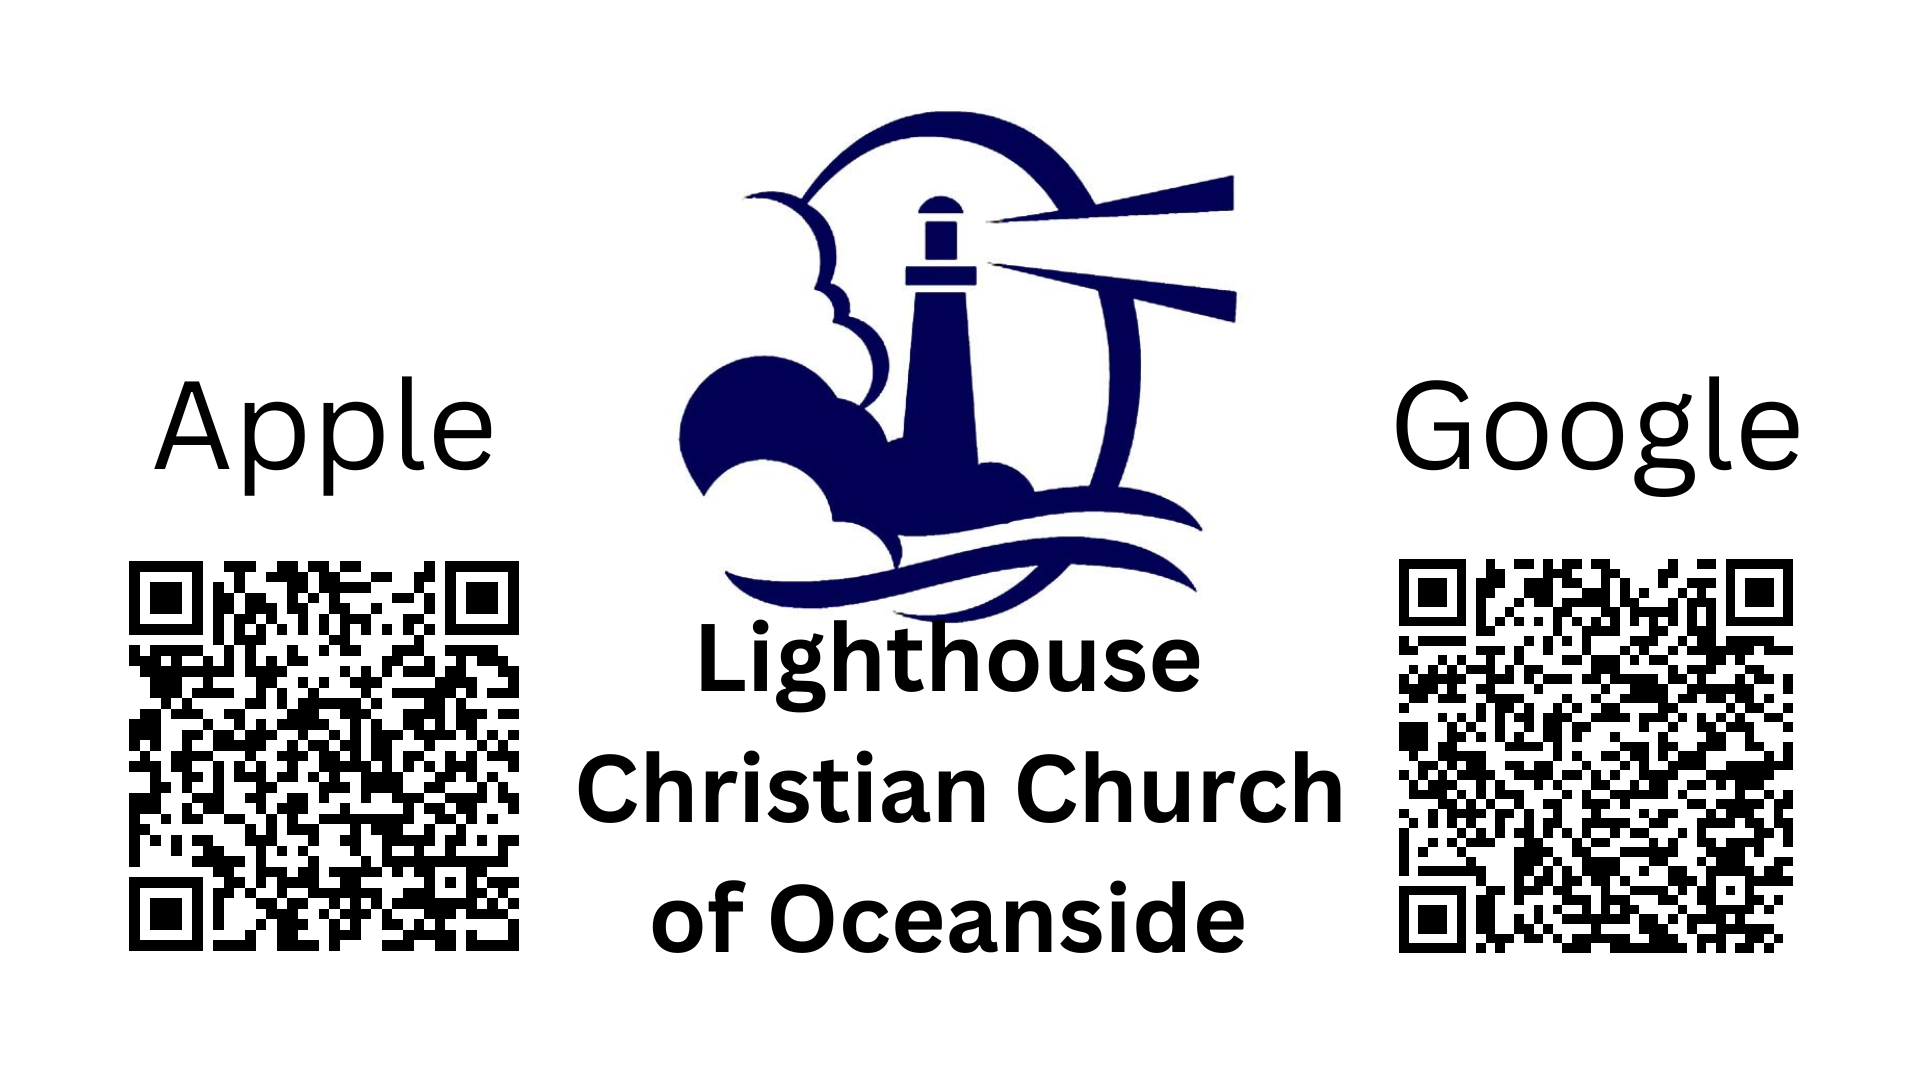 Apple
Google
Lighthouse
Christian Church
of Oceanside